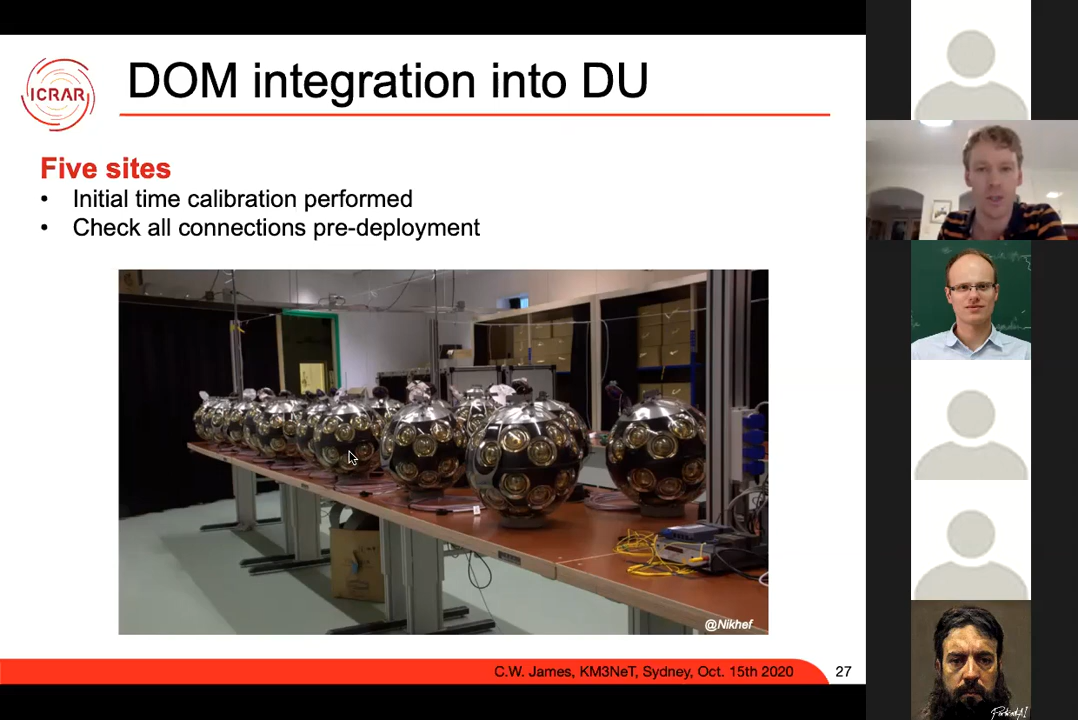 ICRAR
DOM integration into DU
Five sites
• Initial time calibration performed
• Check all connections pre-deployment
@Nikhef
C.W. James, KM3NeT, Sydney, Oct. 15th 2020
27